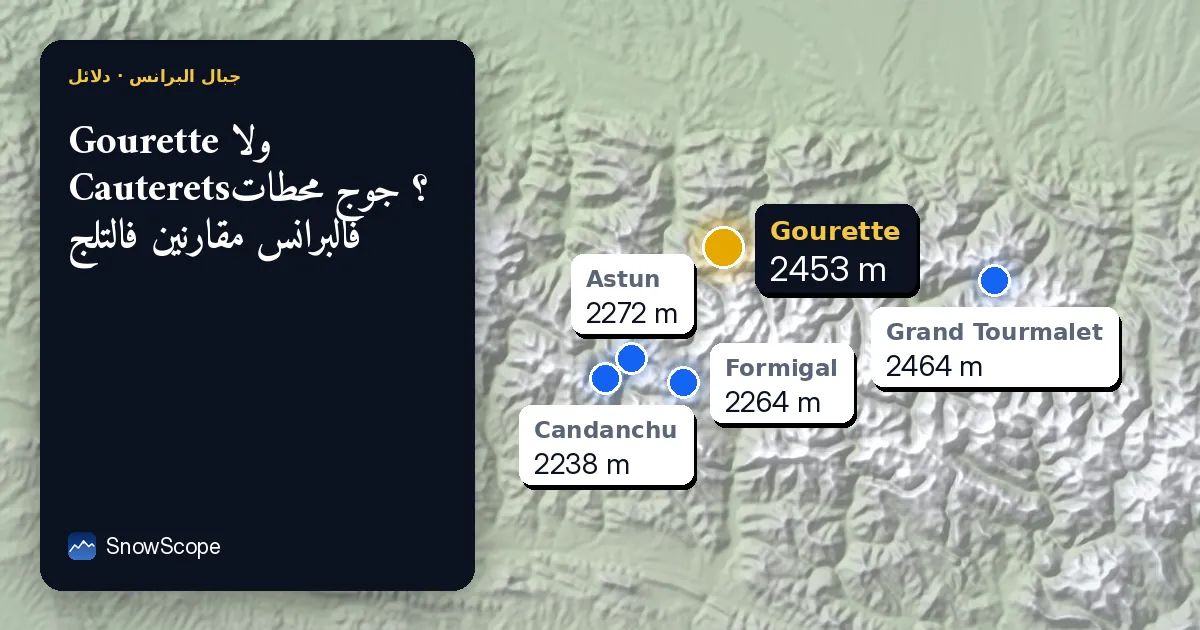 جبال البرانس · دلائل
Gourette ولا
Cauterets؟ جوج محطات
فالبرانس مقارنين فالتلج
SnowScope
Gourette
2453 m
Astun
2272 m
Grand Tourmalet
2464 m
Formigal
2264 m
Candanchu
2238 m